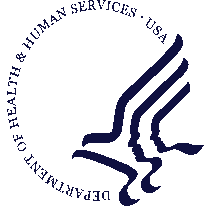 DEPARTMENT OF HEALTH & HUMAN SERVICES · USA